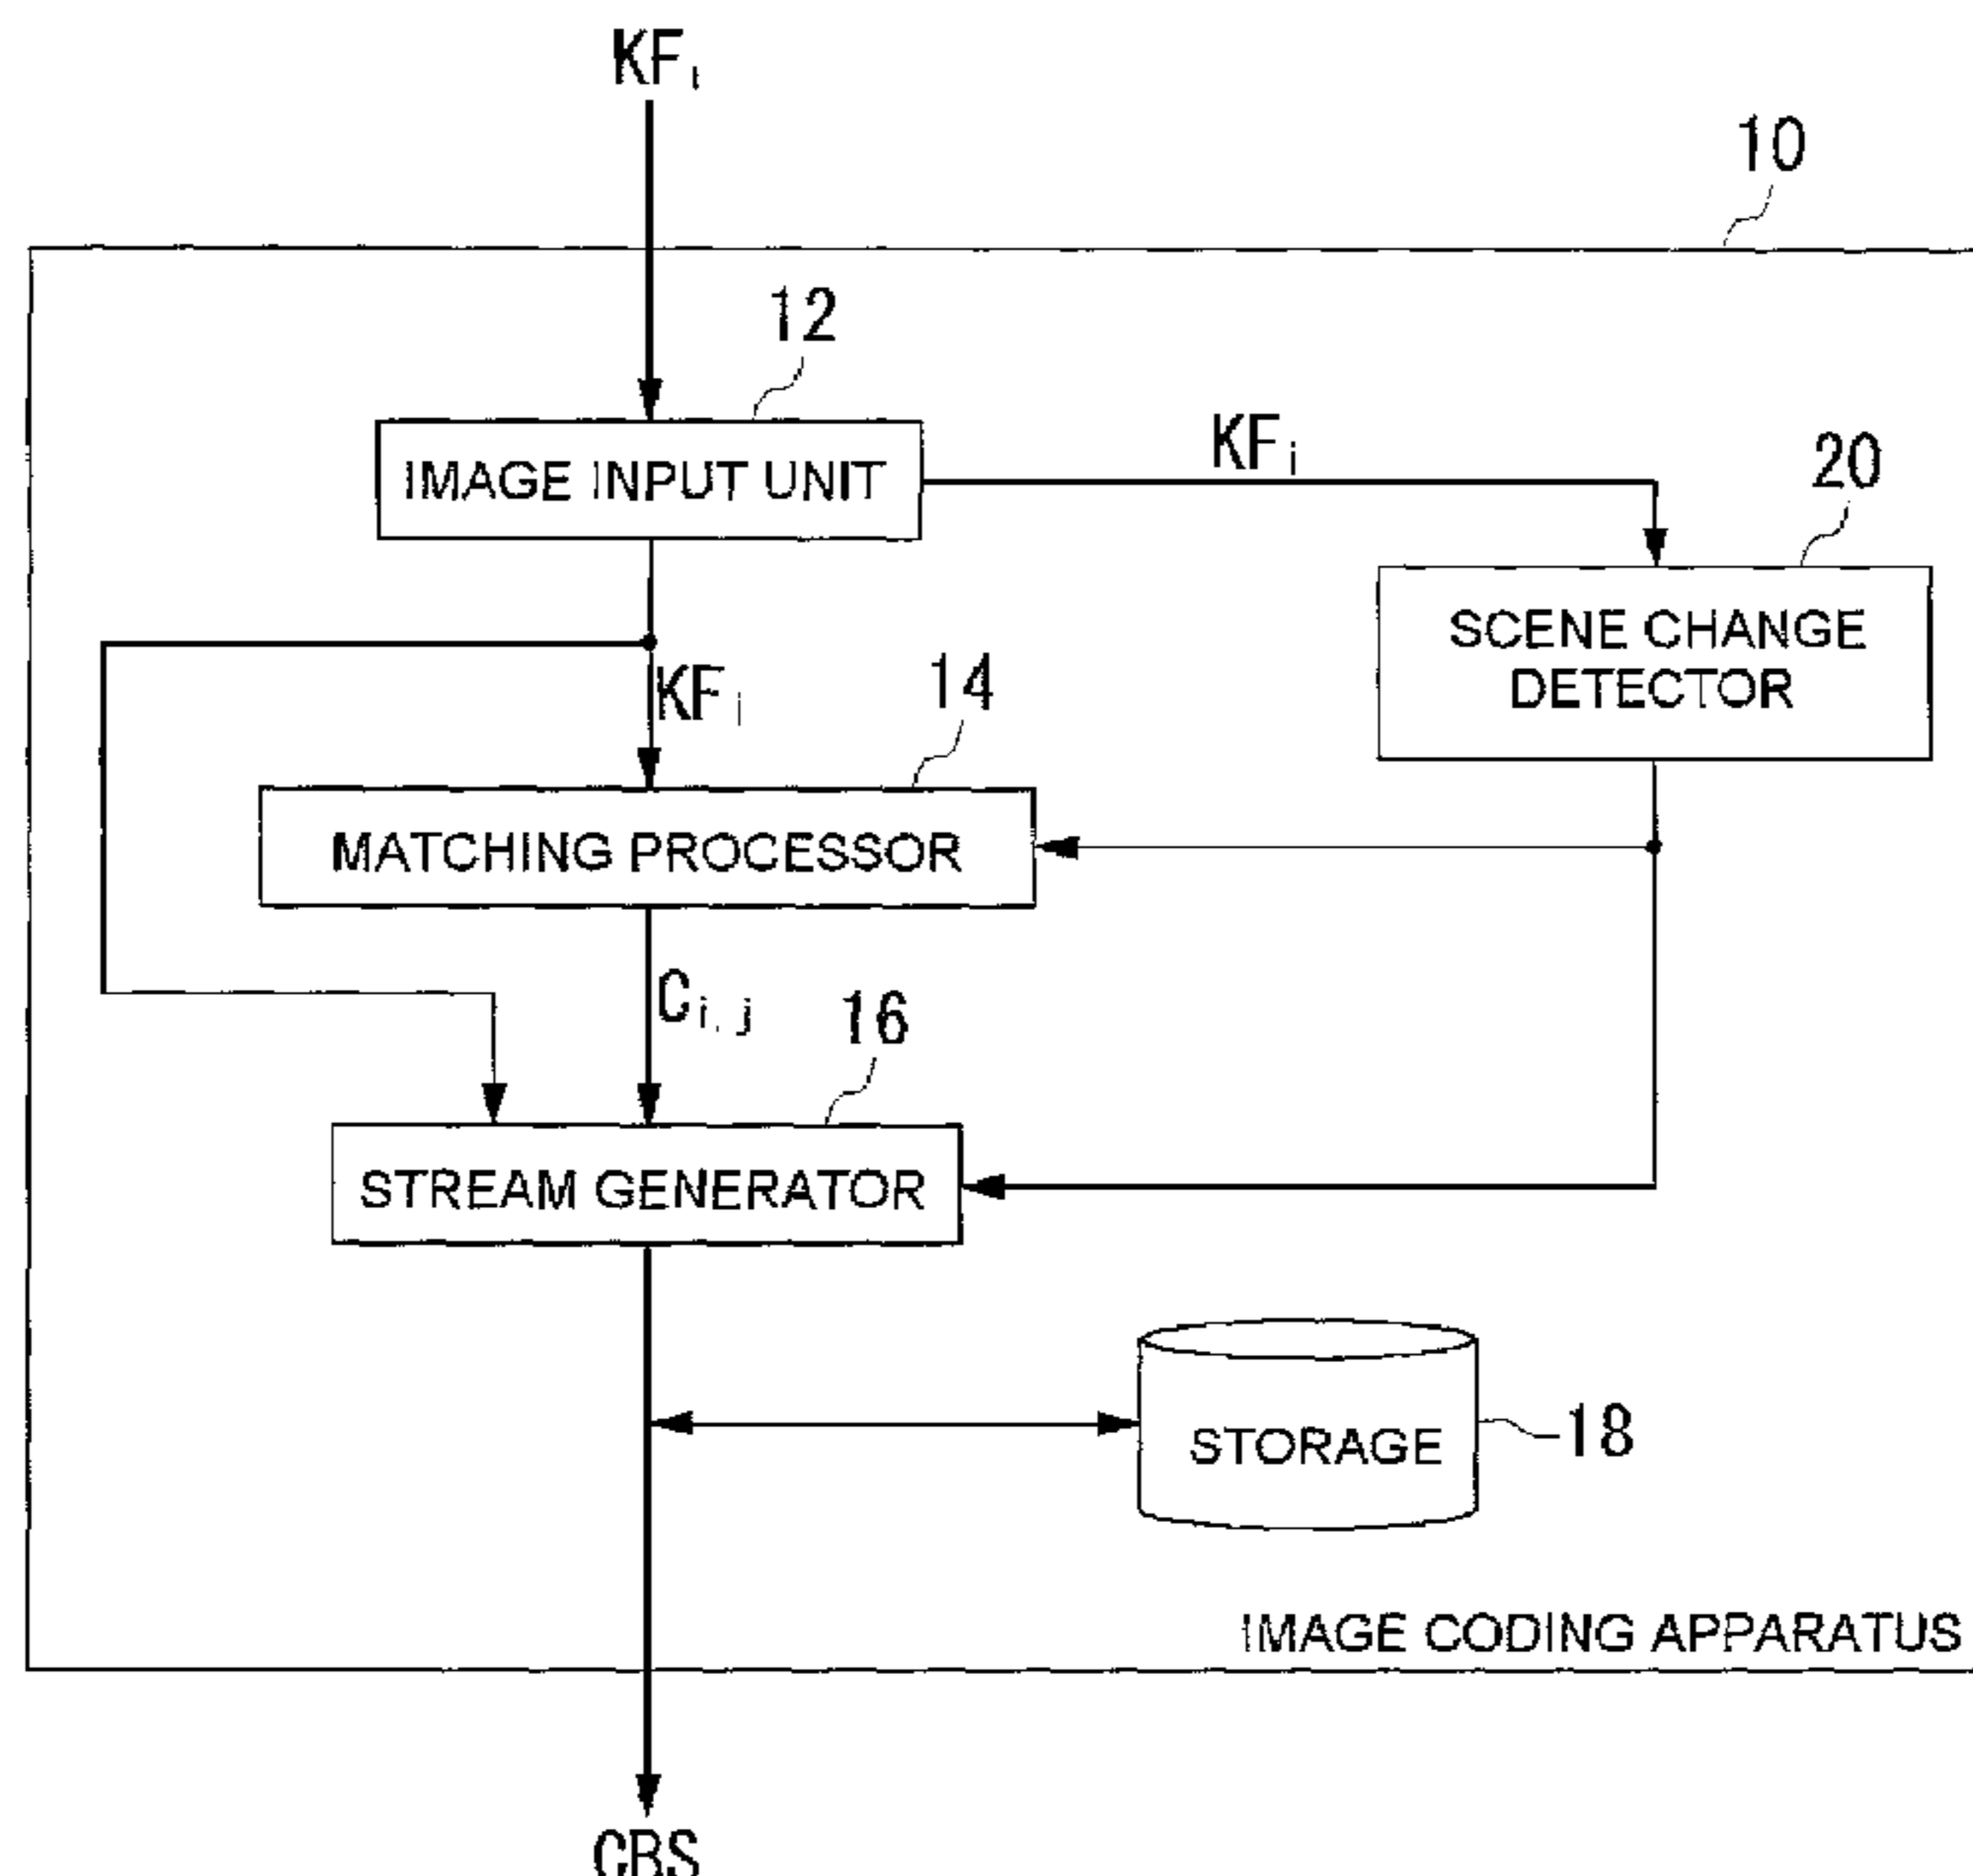 KFi
10
12
IMAGE INPUT UNIT
KFi
20
SCENE CHANGE
DETECTOR
KFi
14
MATCHING PROCESSOR
Ci, j
16
STREAM GENERATOR
STORAGE
18
IMAGE CODING APPARATUS
CBS